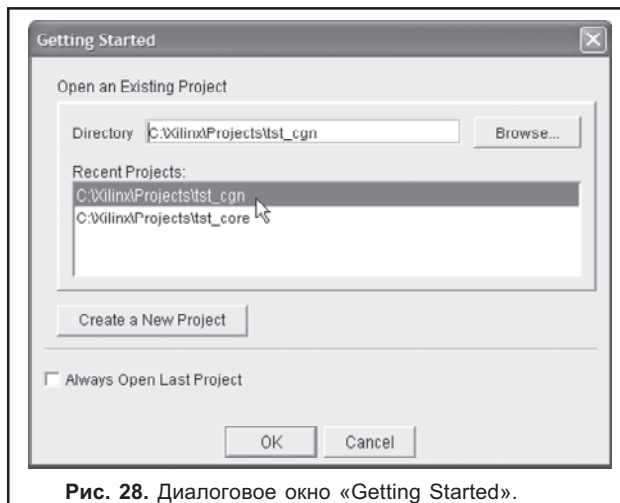 Getting Started
Open an Existing Project
Directory C:\Xilinx\Projects\tst_cgn Browse...
Recent Projects:
C:\Xilinx\Projects\tst_cgn
C:\Xilinx\Projects\tst_core
Create a New Project
Always Open Last Project
OK Cancel
Рис. 28. Диалоговое окно «Getting Started».